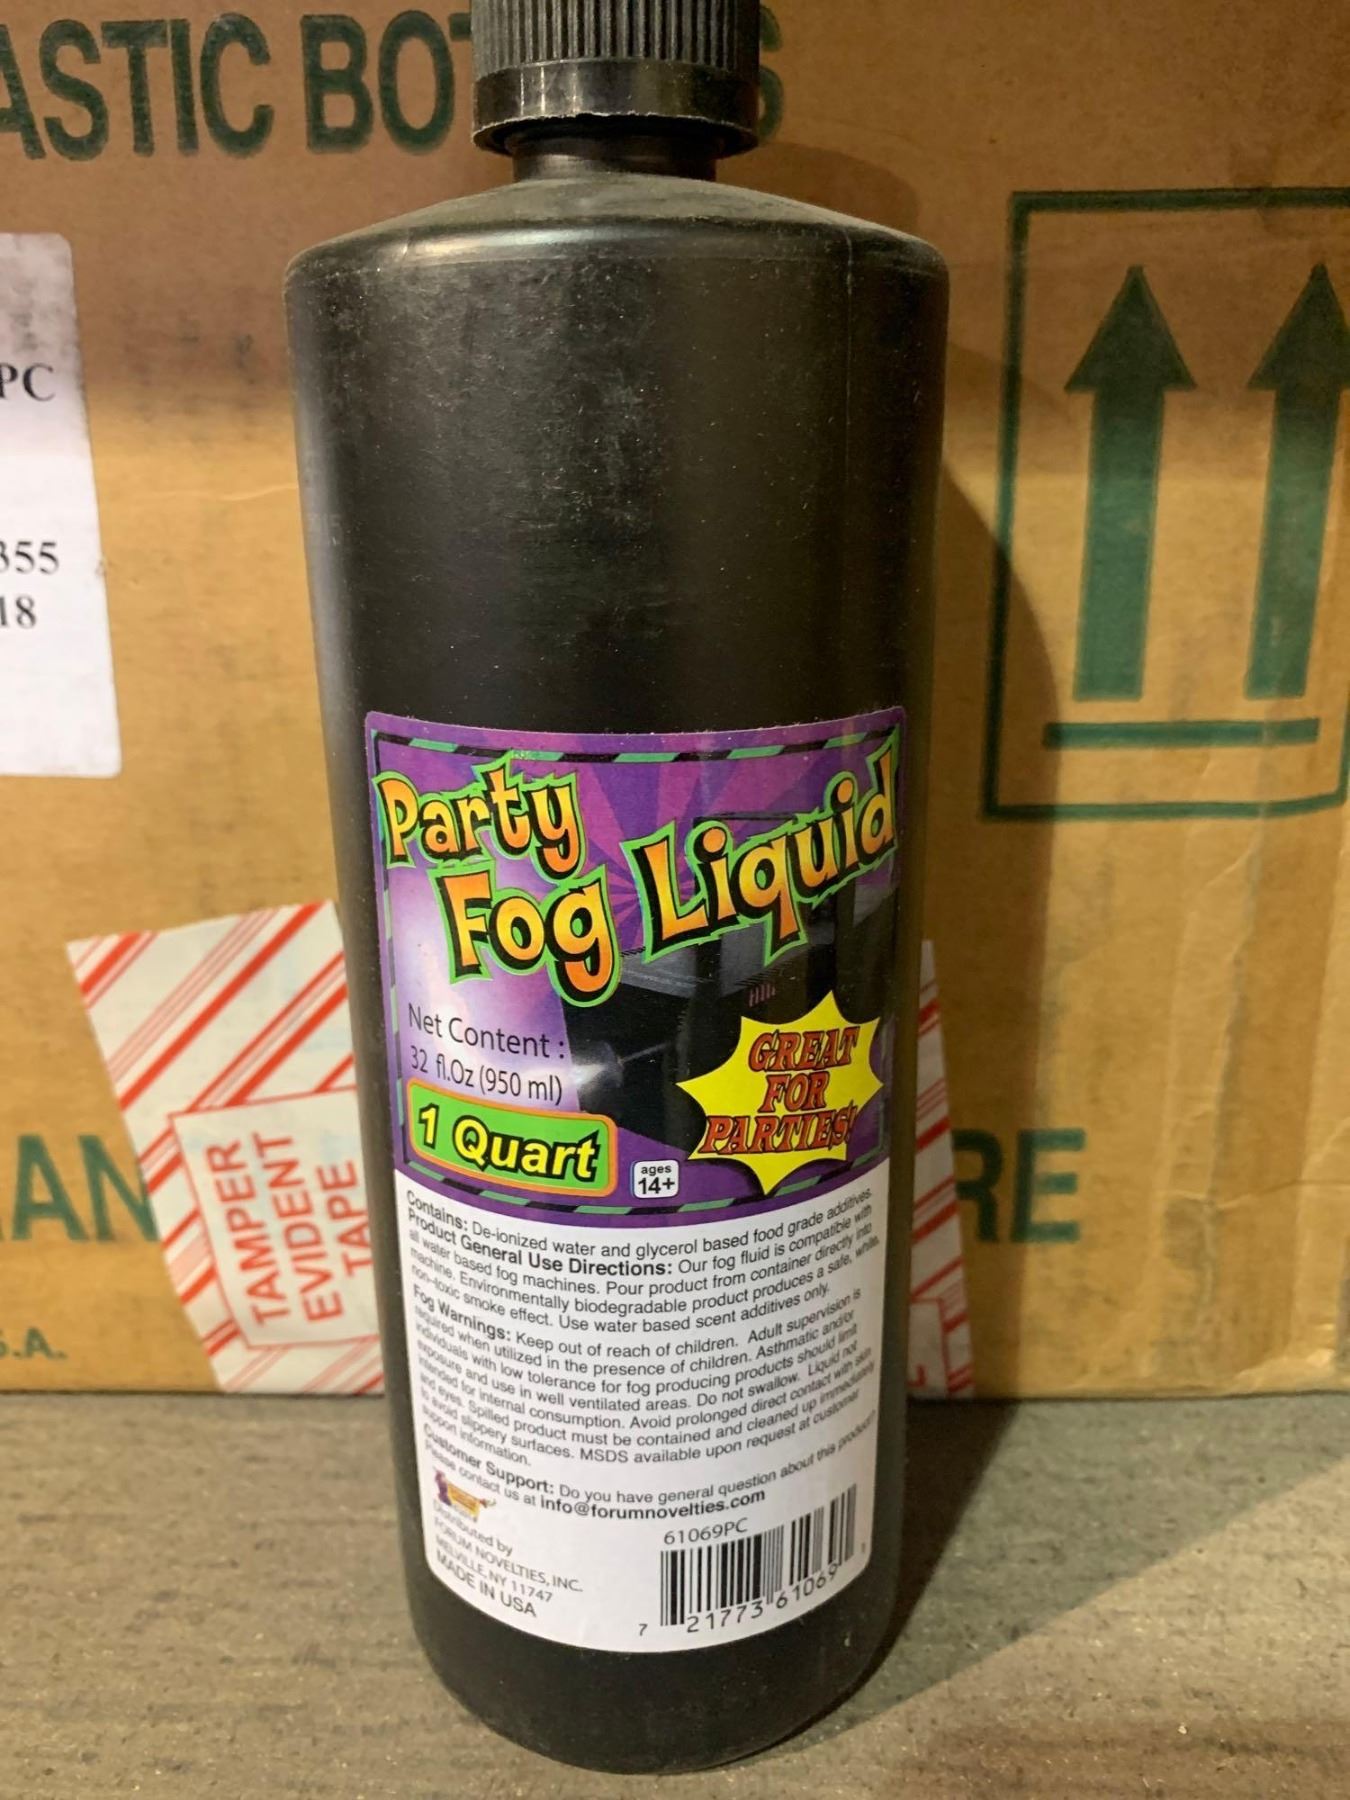 ASTIC BOT S
PC
355
18
Party
Fog Liquid
Net Content :
32 fl.Oz (950 ml)
1 Quart
ages
14+
GREAT
FOR
PARTIES!
Contains: De-ionized water and glycerol based food grade additives.
Product General Use Directions: Our fog fluid is compatible with
all water based fog machines. Pour product from container directly into
machine. Environmentally biodegradable product produces a safe, white,
non-toxic smoke effect. Use water based scent additives only.
Fog Warnings: Keep out of reach of children. Adult supervision is
required when utilized in the presence of children. Asthmatic and/or
individuals with low tolerance for fog producing products should limit
exposure and use in well ventilated areas. Do not swallow. Liquid not
intended for internal consumption. Avoid prolonged direct contact with skin
and eyes. Spilled product must be contained and cleaned up immediately
to avoid slippery surfaces. MSDS available upon request at customer
support information.
Customer Support: Do you have general question about this product?
Please contact us at info@forumnovelties.com
Distributed by
FORUM NOVELTIES, INC.
MELVILLE, NY 11747
MADE IN USA
61069PC
7 21773 61069
TAMPER
EVIDENT
TAPE
AN RE
S.A.